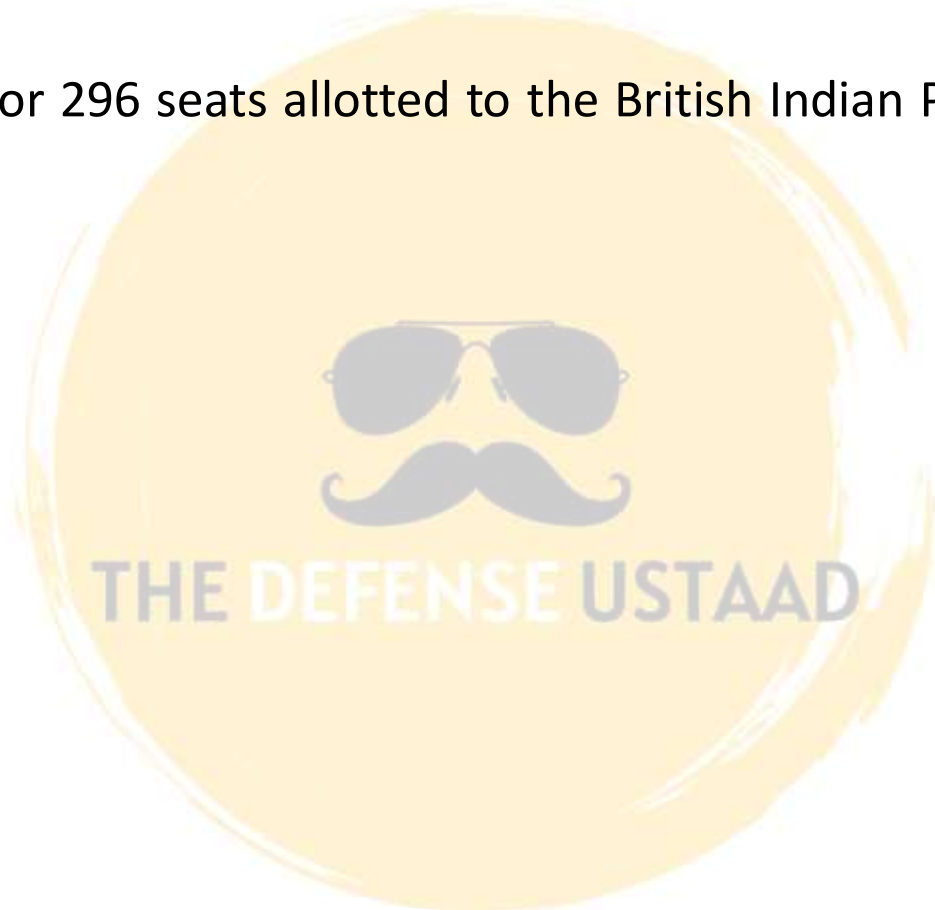 or 296 seats allotted to the British Indian P
THE DEFENSE USTAAD